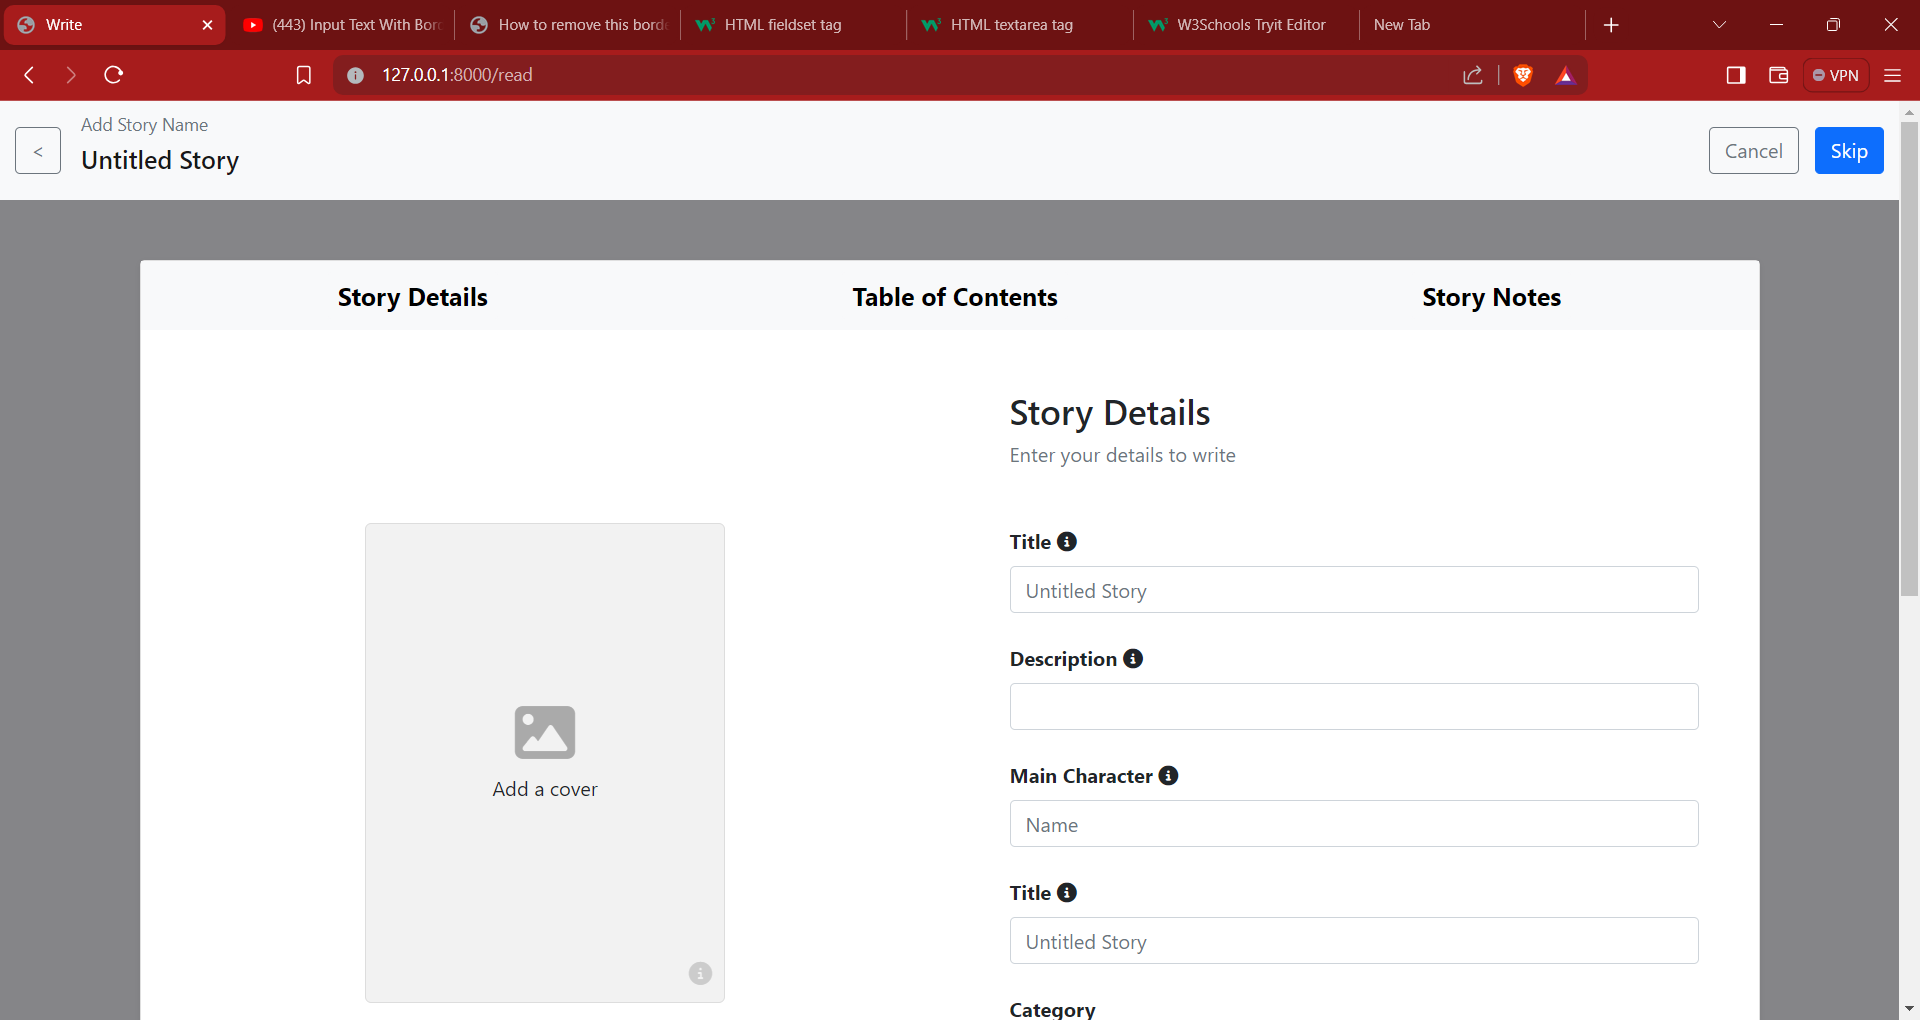 Write
(443) Input Text With Bord
How to remove this borde
HTML fieldset tag
HTML textarea tag
W3Schools Tryit Editor
New Tab
127.0.0.1:8000/read
VPN
<
Add Story Name
Untitled Story
Cancel
Skip
Story Details
Table of Contents
Story Notes
Story Details
Enter your details to write
Add a cover
Title
Untitled Story
Description
Main Character
Name
Title
Untitled Story
Category